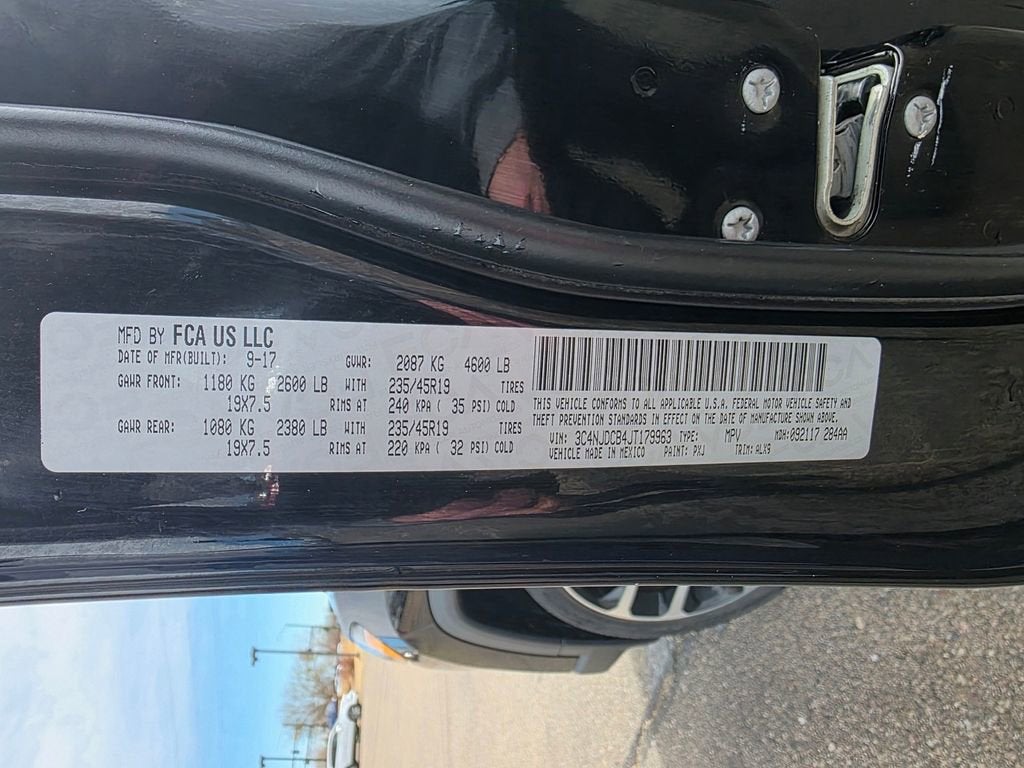 MFD BY FCA US LLC
DATE OF MFR(BUILT): 9-17 GVWR: 2087 KG 4600 LB
GAWR FRONT: 1180 KG 2600 LB WITH 235/45R19 TIRES
19X7.5 RIMS AT 240 KPA ( 35 PSI) COLD
GAWR REAR: 1080 KG 2380 LB WITH 235/45R19 TIRES
19X7.5 RIMS AT 220 KPA ( 32 PSI) COLD
THIS VEHICLE CONFORMS TO ALL APPLICABLE U.S.A. FEDERAL MOTOR VEHICLE SAFETY AND
THEFT PREVENTION STANDARDS IN EFFECT ON THE DATE OF MANUFACTURE SHOWN ABOVE.
VIN: 3C4NJDCB4JT179963 TYPE: MPV MDH: 092117 284AA
VEHICLE MADE IN MEXICO PAINT: PXJ TRIM: ALX9